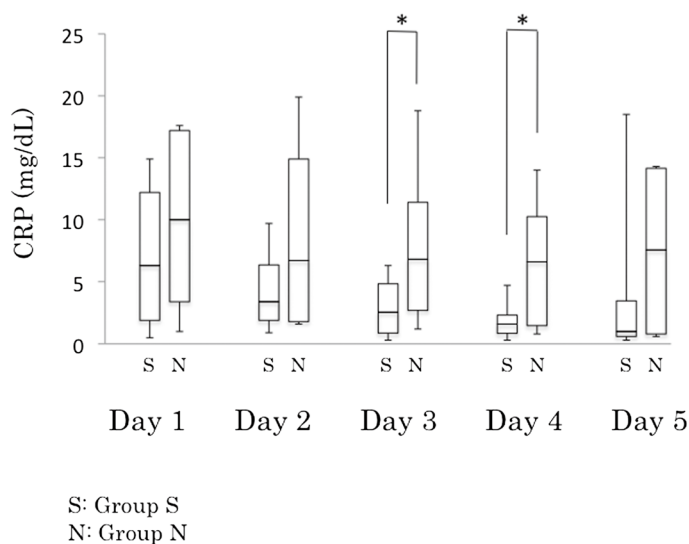 * *
25
20
15
10
5
0
CRP (mg/dL)
S N S N S N S N S N
Day 1 Day 2 Day 3 Day 4 Day 5
S: Group S
N: Group N